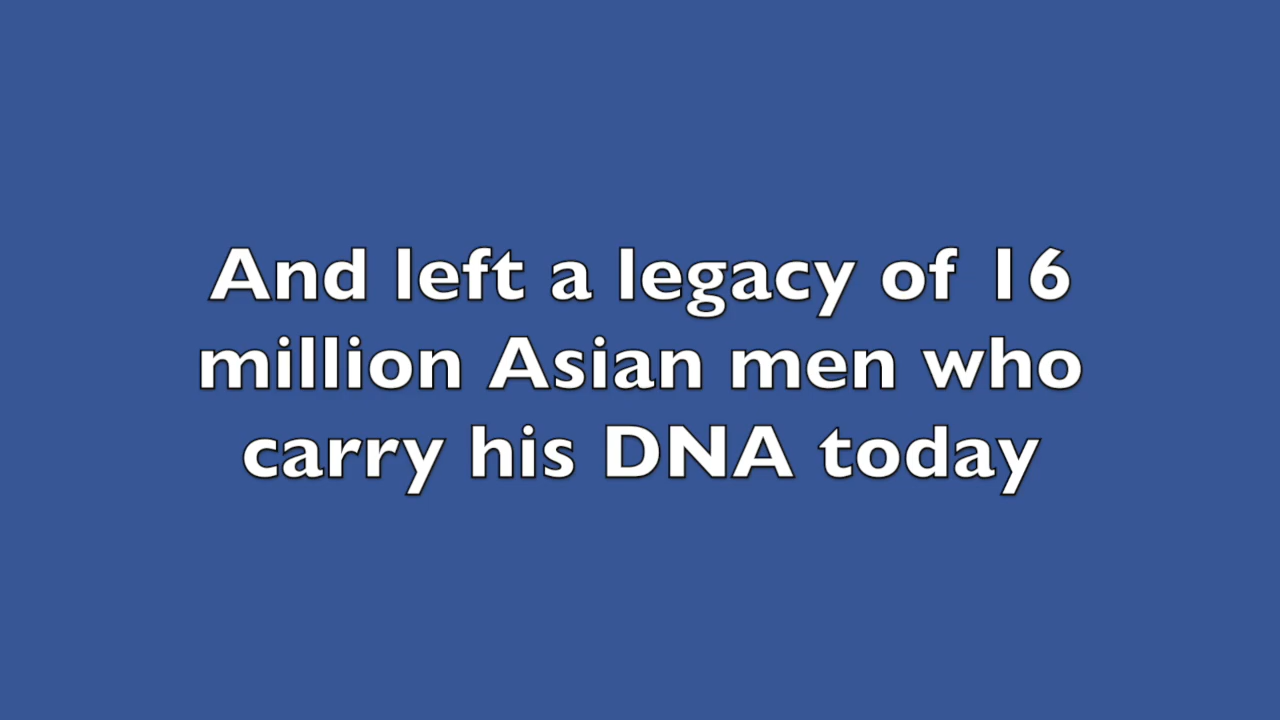 And left a legacy of 16
million Asian men who
carry his DNA today